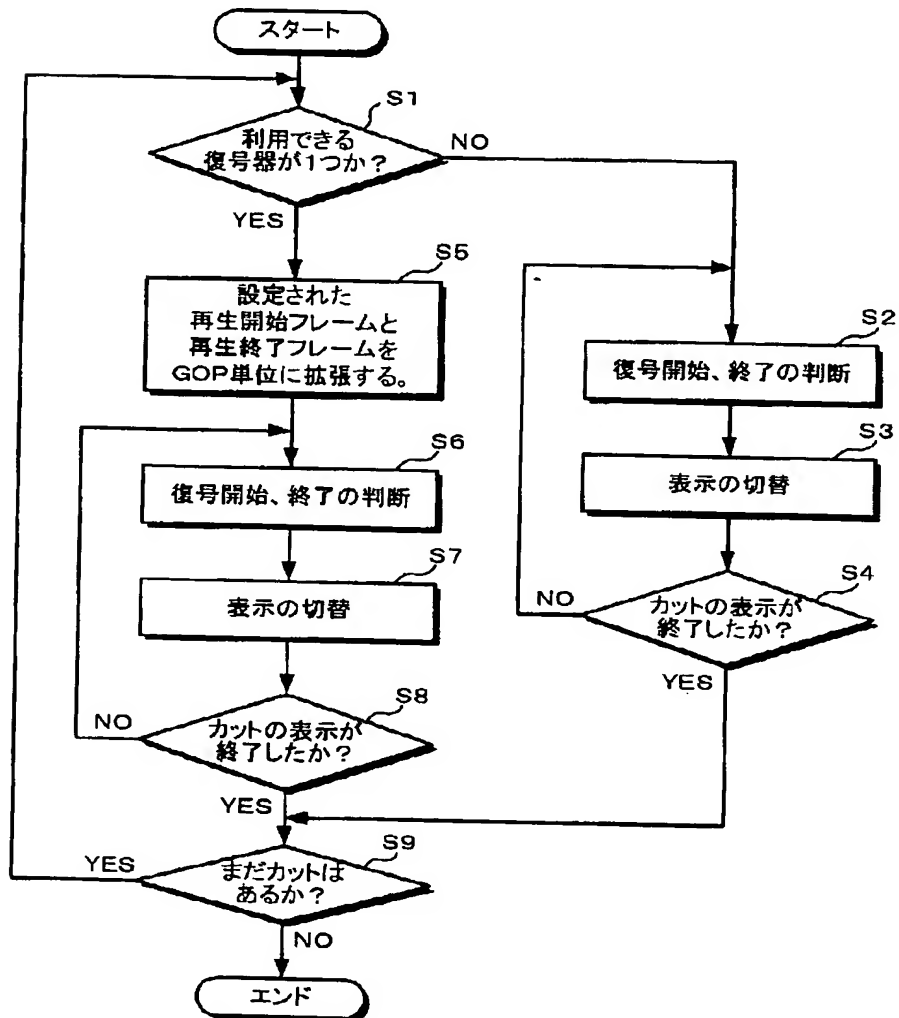 スタート
S1
利用できる
復号器が1つか?
NO
YES
S5
設定された
再生開始フレームと
再生終了フレームを
GOP単位に拡張する。
S2
復号開始、終了の判断
S3
表示の切替
S4
カットの表示が
終了したか?
NO
YES
S6
復号開始、終了の判断
S7
表示の切替
S8
カットの表示が
終了したか?
NO
YES
S9
まだカットは
あるか?
YES
NO
エンド